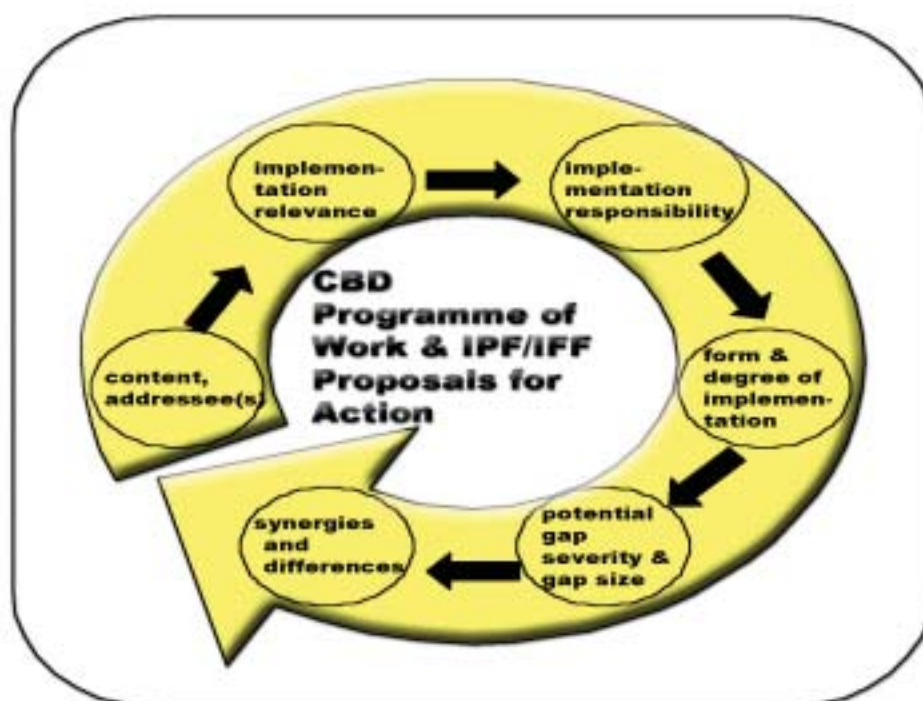 implemen-
tation
relevance
imple-
mentation
responsibility
CBD
Programme of
Work & IPF/IFF
Proposals for
Action
content,
addressee(s)
form &
degree of
implemen-
tation
potential
gap
severity &
gap size
synergies
and
differences